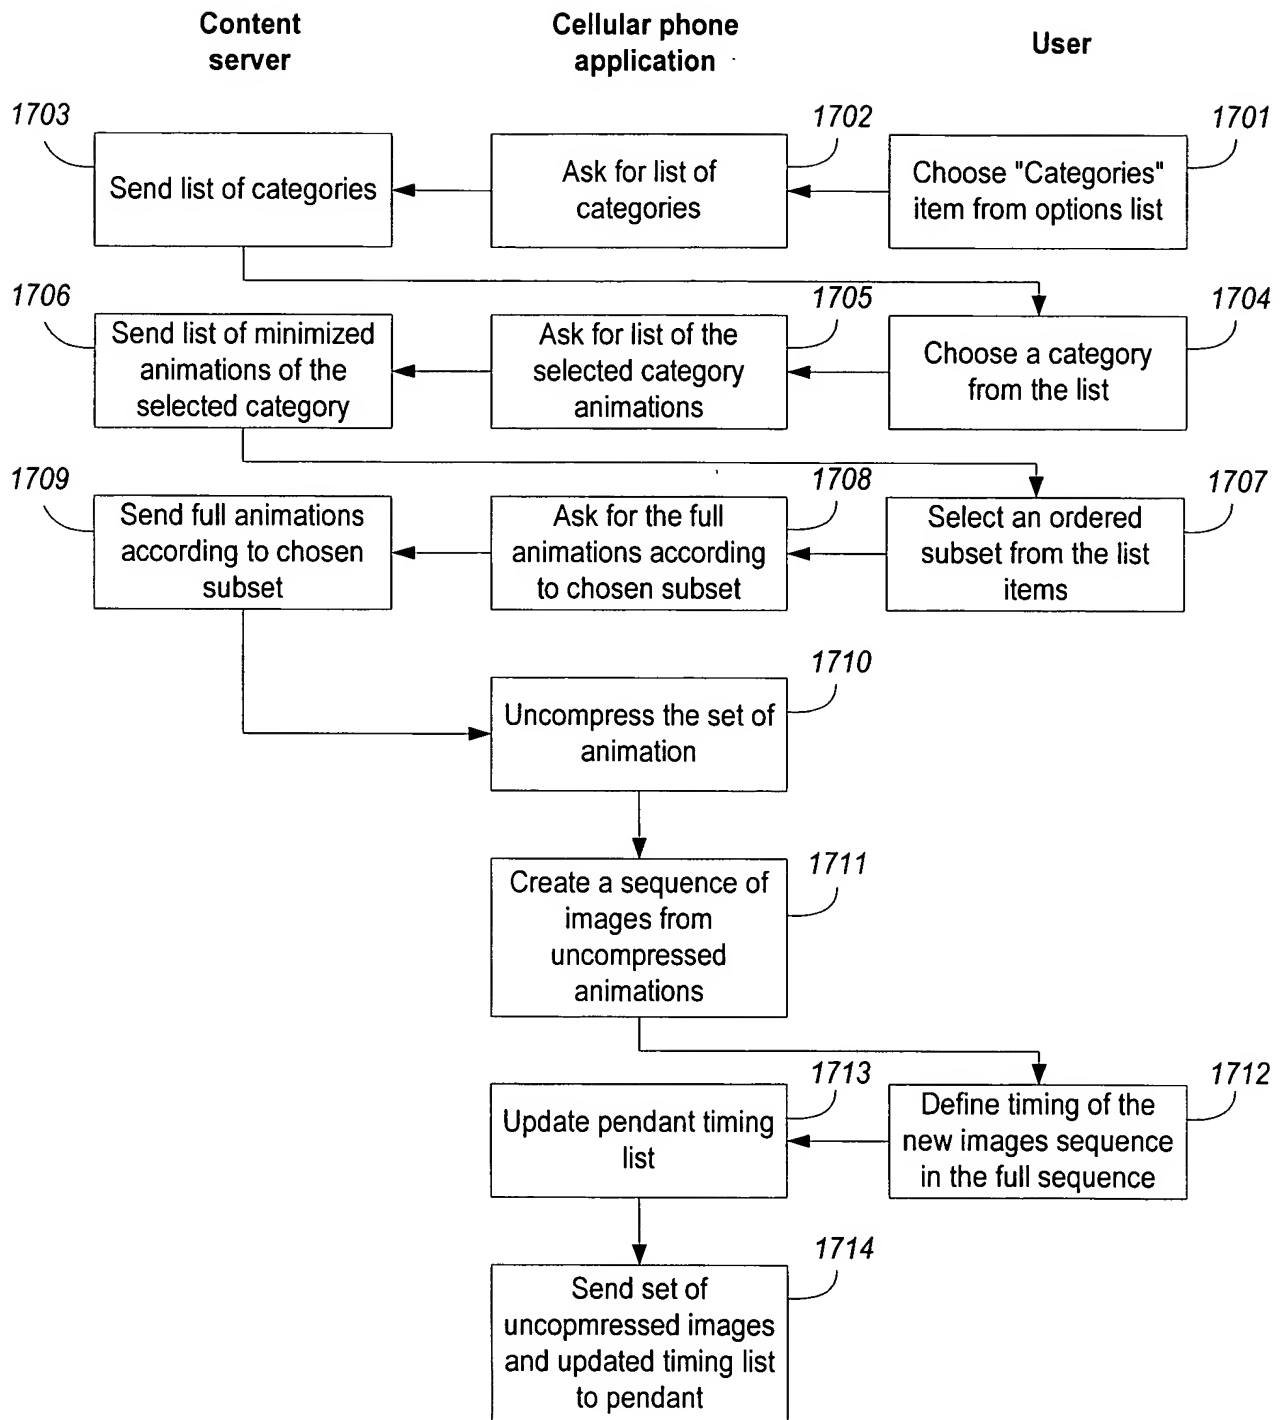 Content
server
Cellular phone
application
User
1703
Send list of categories
1702
Ask for list of
categories
1701
Choose "Categories"
item from options list
1706
Send list of minimized
animations of the
selected category
1705
Ask for list of the
selected category
animations
1704
Choose a category
from the list
1709
Send full animations
according to chosen
subset
1708
Ask for the full
animations according
to chosen subset
1707
Select an ordered
subset from the list
items
1710
Uncompress the set of
animation
1711
Create a sequence of
images from
uncompressed
animations
1713
Update pendant timing
list
1712
Define timing of the
new images sequence
in the full sequence
1714
Send set of
uncopmressed images
and updated timing list
to pendant